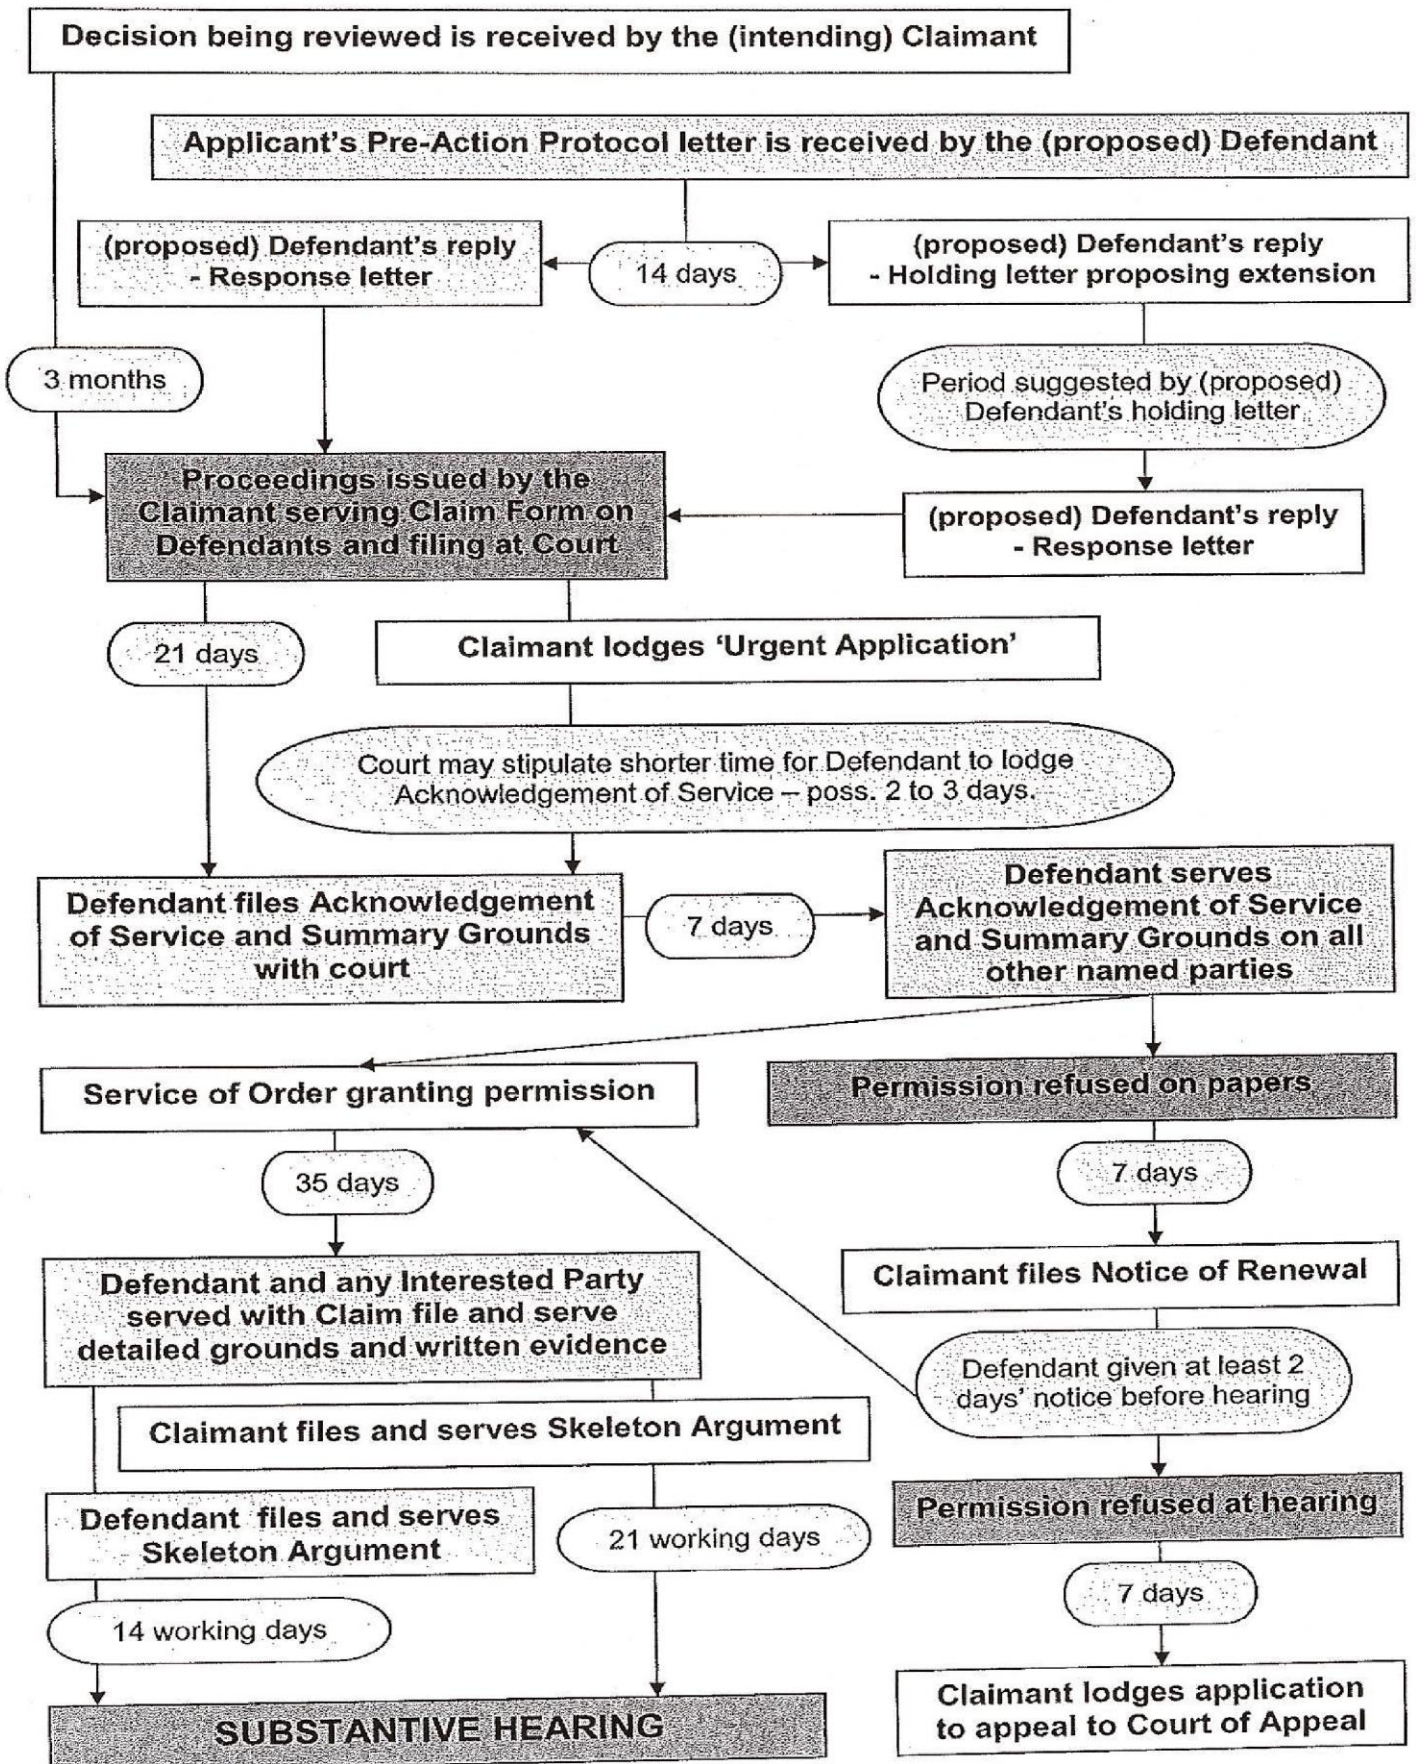 Decision being reviewed is received by the (intending) Claimant
Applicant's Pre-Action Protocol letter is received by the (proposed) Defendant
(proposed) Defendant's reply
- Response letter
14 days
(proposed) Defendant's reply
- Holding letter proposing extension
3 months
Period suggested by (proposed)
Defendant's holding letter
Proceedings issued by the
Claimant serving Claim Form on
Defendants and filing at Court
(proposed) Defendant's reply
- Response letter
21 days
Claimant lodges ‘Urgent Application’
Court may stipulate shorter time for Defendant to lodge
Acknowledgement of Service – poss. 2 to 3 days.
Defendant files Acknowledgement
of Service and Summary Grounds
with court
7 days
Defendant serves
Acknowledgement of Service
and Summary Grounds on all
other named parties
Service of Order granting permission
Permission refused on papers
35 days
7 days
Defendant and any Interested Party
served with Claim file and serve
detailed grounds and written evidence
Claimant files Notice of Renewal
Defendant given at least 2
days' notice before hearing
Claimant files and serves Skeleton Argument
Defendant files and serves
Skeleton Argument
21 working days
Permission refused at hearing
14 working days
7 days
SUBSTANTIVE HEARING
Claimant lodges application
to appeal to Court of Appeal